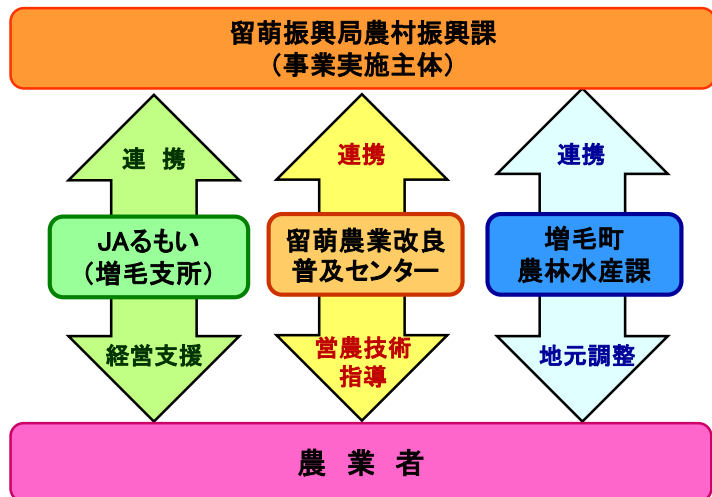 留萌振興局農村振興課
（事業実施主体）
連 携
連携
連携
JAるもい
（増毛支所）
留萌農業改良
普及センター
増毛町
農林水産課
経営支援
営農技術
指導
地元調整
農 業 者